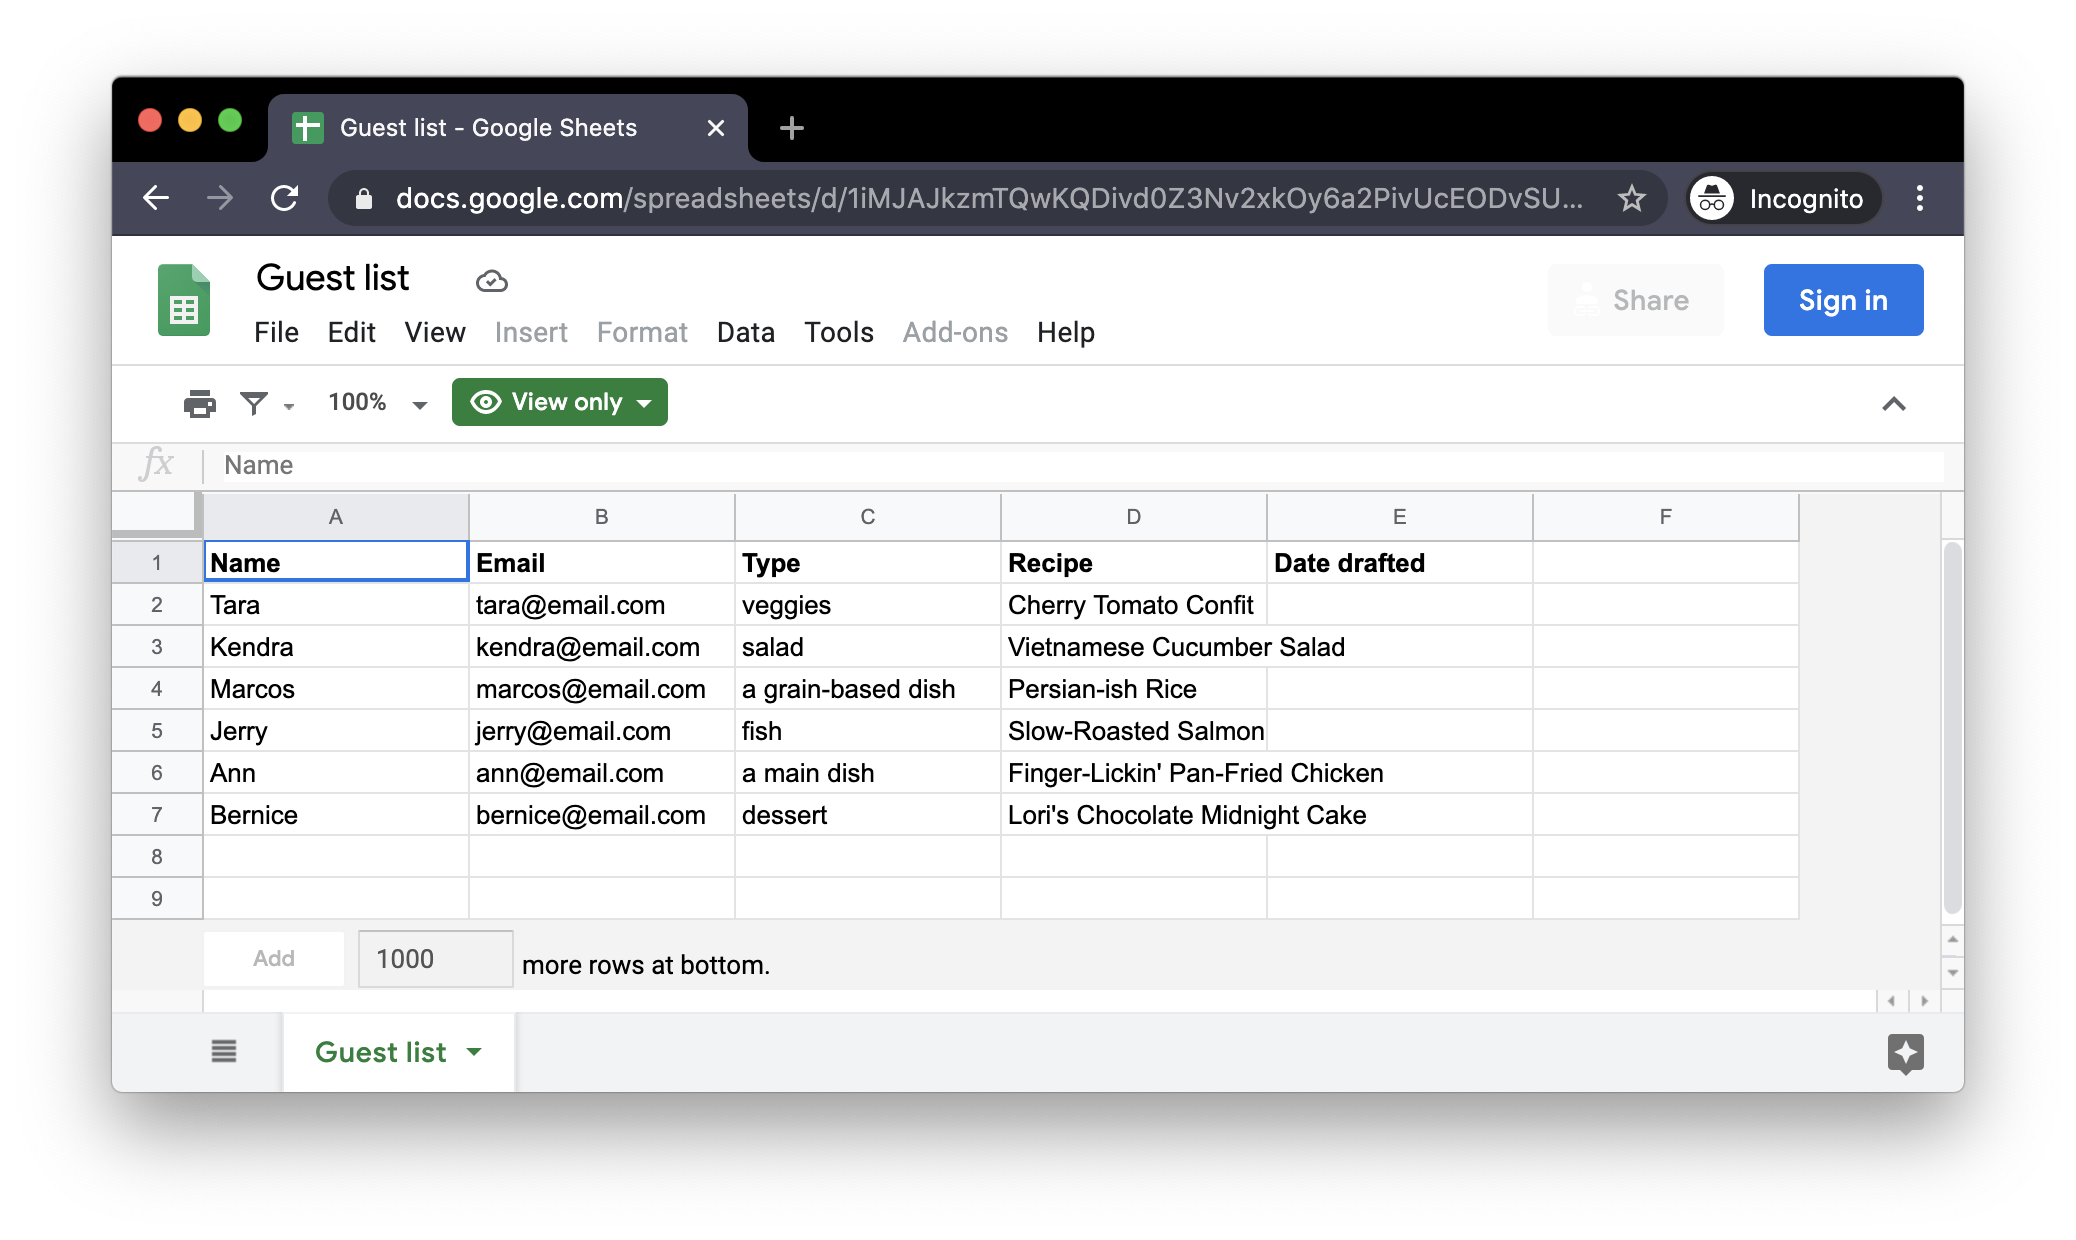 Guest list - Google Sheets
docs.google.com/spreadsheets/d/1iMJAJkzmTQwKQDivd0Z3Nv2xkOy6a2PivUcEODvSU... Incognito
Guest list
Share Sign in
File Edit View Insert Format Data Tools Add-ons Help
100% View only
fx Name
A B C D E F
1 Name Email Type Recipe Date drafted
2 Tara tara@email.com veggies Cherry Tomato Confit
3 Kendra kendra@email.com salad Vietnamese Cucumber Salad
4 Marcos marcos@email.com a grain-based dish Persian-ish Rice
5 Jerry jerry@email.com fish Slow-Roasted Salmon
6 Ann ann@email.com a main dish Finger-Lickin' Pan-Fried Chicken
7 Bernice bernice@email.com dessert Lori's Chocolate Midnight Cake
8
9
Add 1000 more rows at bottom.
Guest list